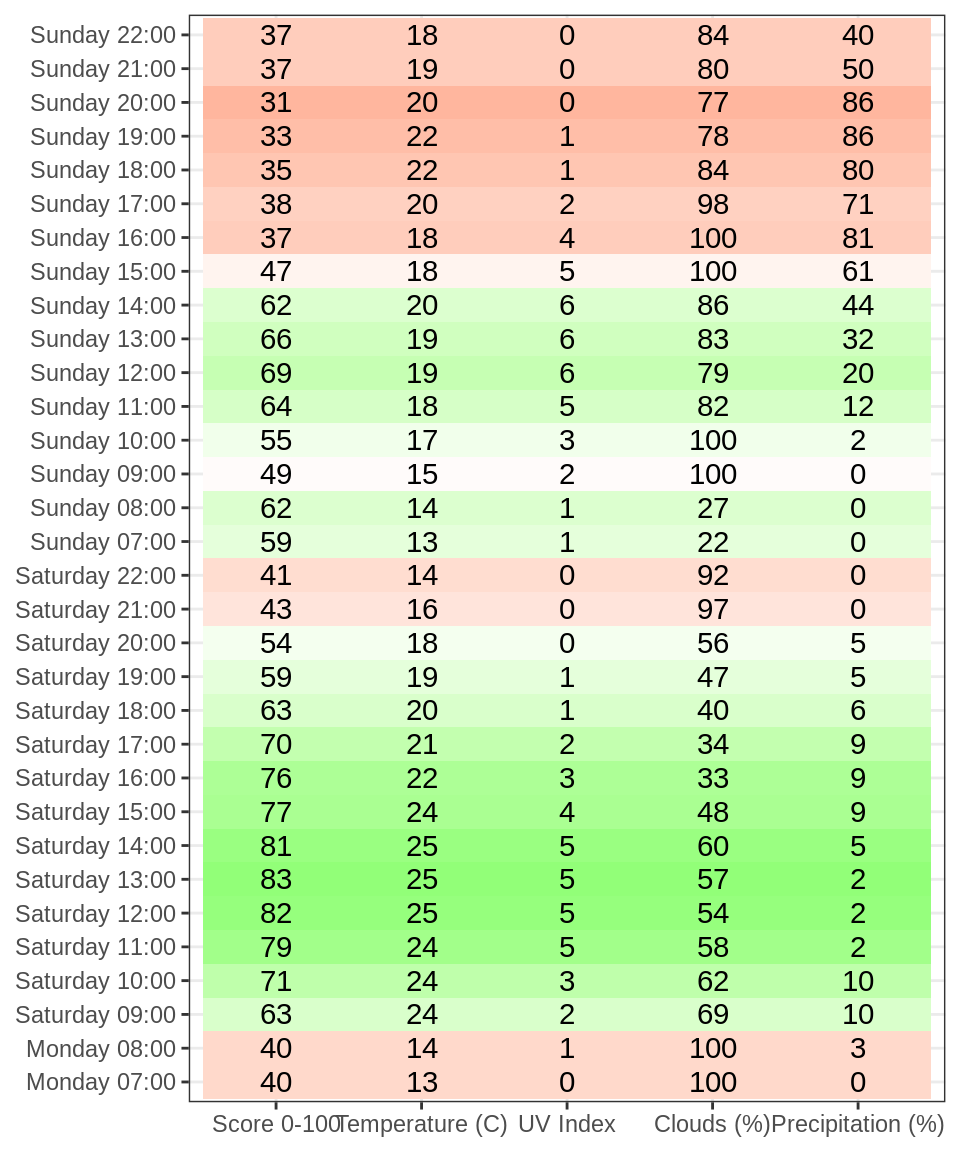 Sunday 22:00 37 18 0 84 40
Sunday 21:00 37 19 0 80 50
Sunday 20:00 31 20 0 77 86
Sunday 19:00 33 22 1 78 86
Sunday 18:00 35 22 1 84 80
Sunday 17:00 38 20 2 98 71
Sunday 16:00 37 18 4 100 81
Sunday 15:00 47 18 5 100 61
Sunday 14:00 62 20 6 86 44
Sunday 13:00 66 19 6 83 32
Sunday 12:00 69 19 6 79 20
Sunday 11:00 64 18 5 82 12
Sunday 10:00 55 17 3 100 2
Sunday 09:00 49 15 2 100 0
Sunday 08:00 62 14 1 27 0
Sunday 07:00 59 13 1 22 0
Saturday 22:00 41 14 0 92 0
Saturday 21:00 43 16 0 97 0
Saturday 20:00 54 18 0 56 5
Saturday 19:00 59 19 1 47 5
Saturday 18:00 63 20 1 40 6
Saturday 17:00 70 21 2 34 9
Saturday 16:00 76 22 3 33 9
Saturday 15:00 77 24 4 48 9
Saturday 14:00 81 25 5 60 5
Saturday 13:00 83 25 5 57 2
Saturday 12:00 82 25 5 54 2
Saturday 11:00 79 24 5 58 2
Saturday 10:00 71 24 3 62 10
Saturday 09:00 63 24 2 69 10
Monday 08:00 40 14 1 100 3
Monday 07:00 40 13 0 100 0
Score 0-100 Temperature (C) UV Index Clouds (%) Precipitation (%)